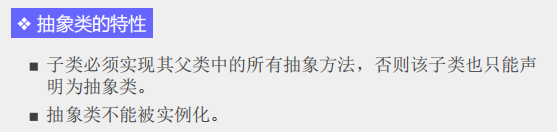 ❖ 抽象类的特性
■ 子类必须实现其父类中的所有抽象方法，否则该子类也只能声
明为抽象类。
■ 抽象类不能被实例化。